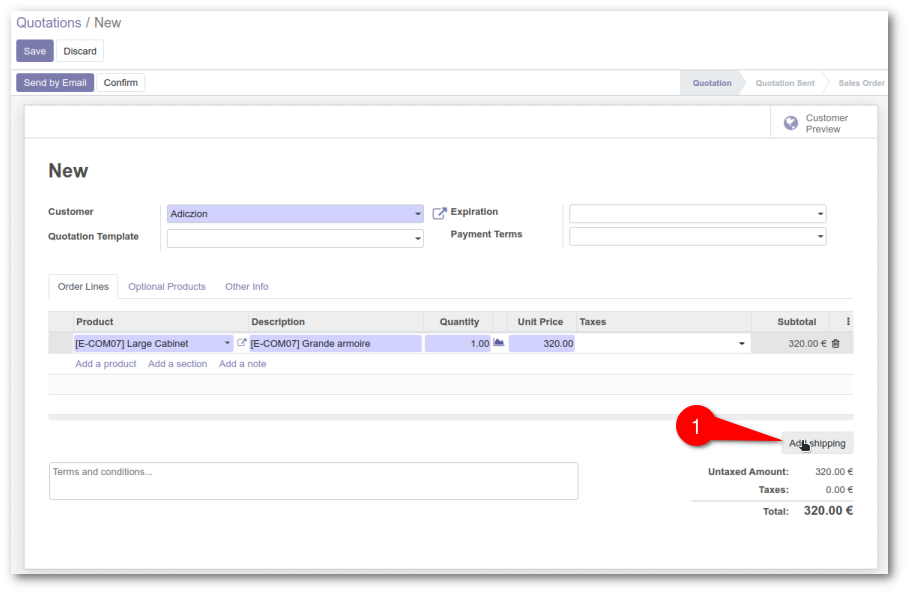 Quotations / New
Save Discard
Send by Email Confirm Quotation Quotation Sent Sales Order
Customer
Preview
New
Customer Adiczion Expiration
Quotation Template Payment Terms
Order Lines Optional Products Other Info
Product Description Quantity Unit Price Taxes Subtotal
[E-COM07] Large Cabinet [E-COM07] Grande armoire 1.00 320.00 320.00 €
Add a product Add a section Add a note
1
Add shipping
Terms and conditions...
Untaxed Amount: 320.00 €
Taxes: 0.00 €
Total: 320.00 €